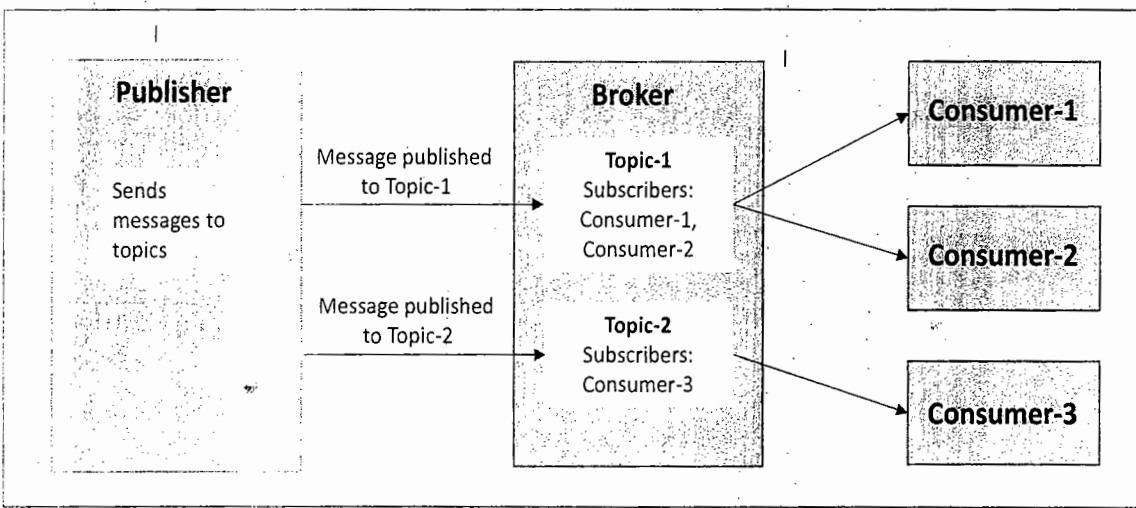 Publisher
Sends
messages to
topics
Message published
to Topic-1
Message published
to Topic-2
Broker
Topic-1
Subscribers:
Consumer-1,
Consumer-2
Topic-2
Subscribers:
Consumer-3
Consumer-1
Consumer-2
Consumer-3